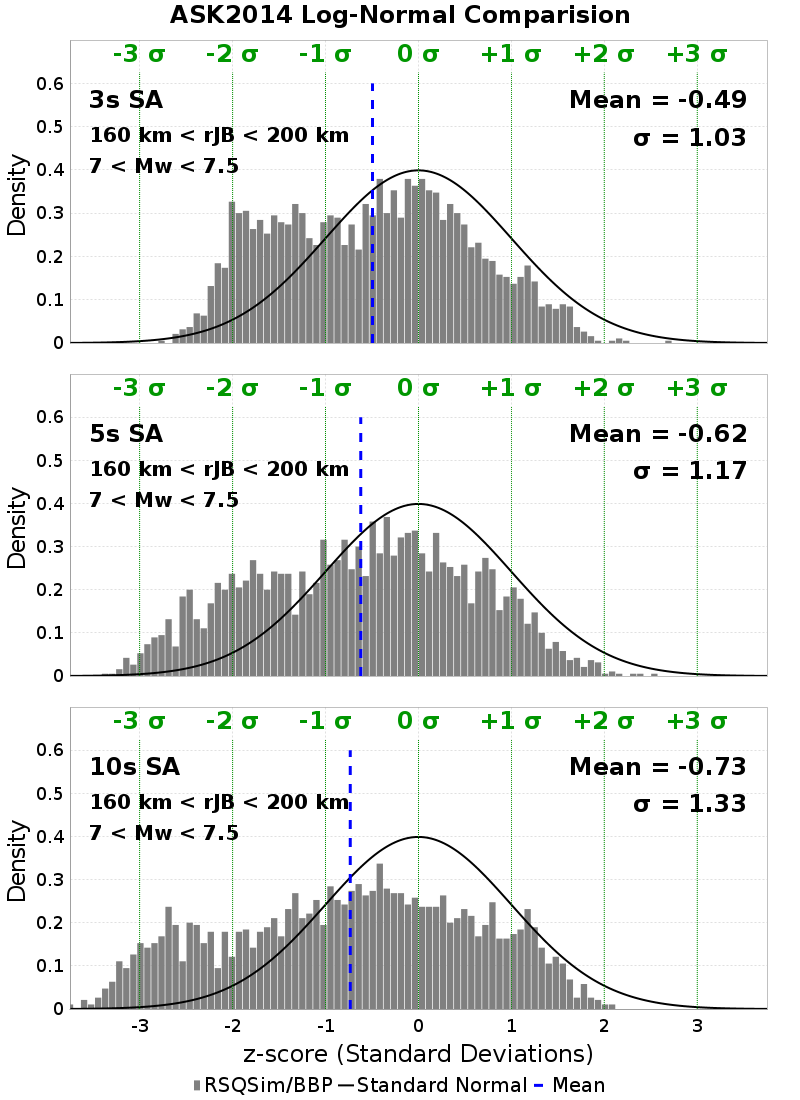 ASK2014 Log-Normal Comparision
-3 σ -2 σ -1 σ 0 σ +1 σ +2 σ +3 σ
0.6
3s SA Mean = -0.49
0.5
160 km < rJB < 200 km σ = 1.03
7 < Mw < 7.5
0.4
0.3
0.2
0.1
0
Density
-3 σ -2 σ -1 σ 0 σ +1 σ +2 σ +3 σ
0.6
5s SA Mean = -0.62
0.5
160 km < rJB < 200 km σ = 1.17
7 < Mw < 7.5
0.4
0.3
0.2
0.1
0
Density
-3 σ -2 σ -1 σ 0 σ +1 σ +2 σ +3 σ
0.6
10s SA Mean = -0.73
0.5
160 km < rJB < 200 km σ = 1.33
7 < Mw < 7.5
0.4
0.3
0.2
0.1
0
Density
-3 -2 -1 0 1 2 3
z-score (Standard Deviations)
RSQSim/BBP Standard Normal Mean